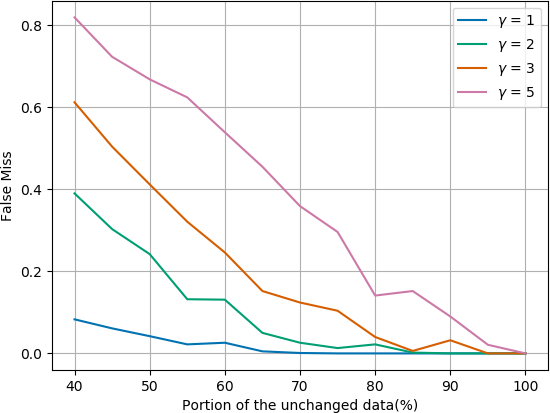 γ = 1
γ = 2
γ = 3
γ = 5
False Miss
0.8
0.6
0.4
0.2
0.0
40 50 60 70 80 90 100
Portion of the unchanged data(%)